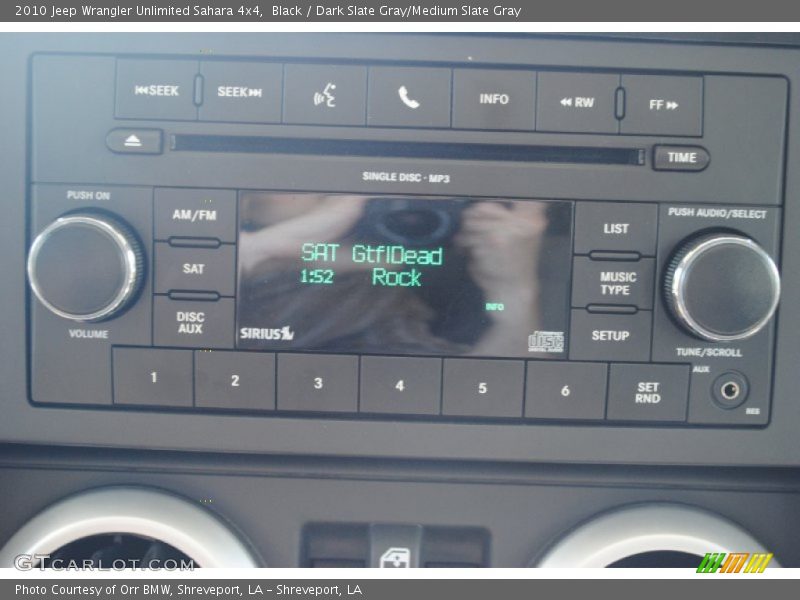 2010 Jeep Wrangler Unlimited Sahara 4x4, Black / Dark Slate Gray/Medium Slate Gray
SEEK SEEK INFO RW FF
TIME
SINGLE DISC - MP3
PUSH ON
AM/FM
SAT
DISC
AUX
VOLUME
SAT GtflDead
1:52 Rock
INFO
SIRIUS
disc
DIGITAL AUDIO
LIST
MUSIC
TYPE
SETUP
PUSH AUDIO/SELECT
TUNE/SCROLL
1 2 3 4 5 6
SET
RND
AUX
GTCARLOT.COM
Photo Courtesy of Orr BMW, Shreveport, LA - Shreveport, LA